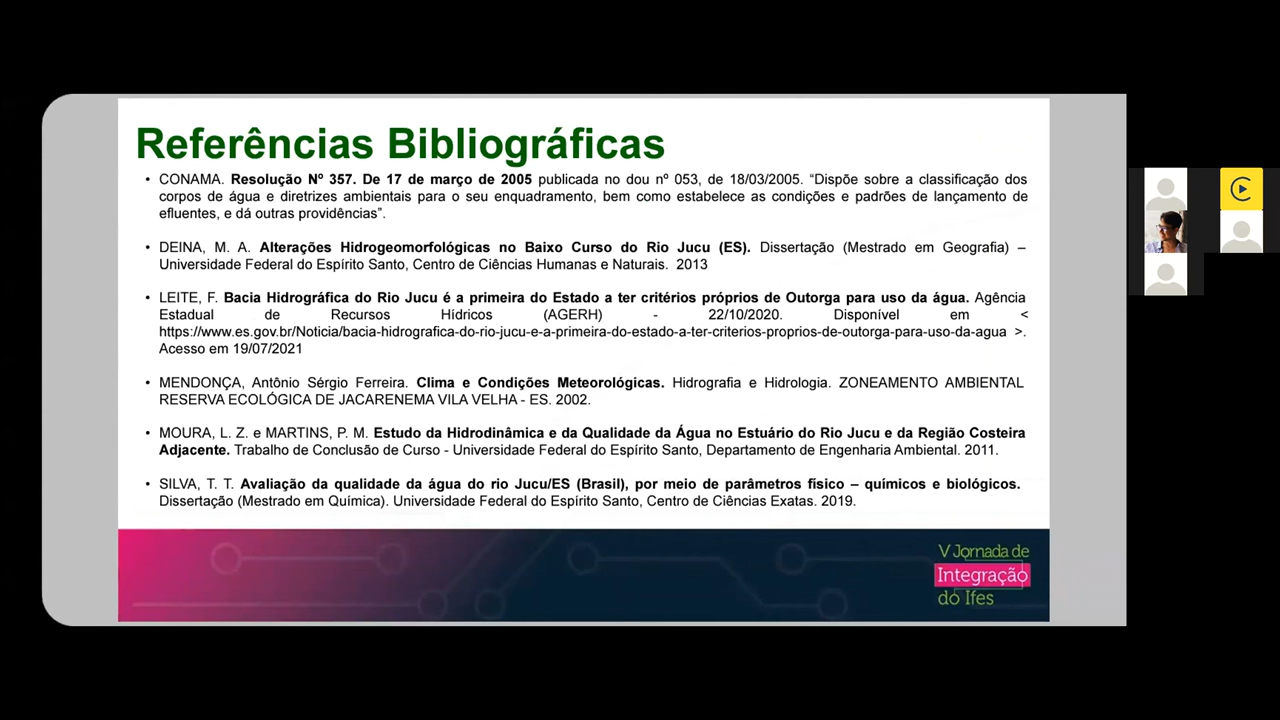 Referências Bibliográficas
• CONAMA. Resolução Nº 357. De 17 de março de 2005 publicada no dou nº 053, de 18/03/2005. “Dispõe sobre a classificação dos
corpos de água e diretrizes ambientais para o seu enquadramento, bem como estabelece as condições e padrões de lançamento de
efluentes, e dá outras providências”.
• DEINA, M. A. Alterações Hidrogeomorfológicas no Baixo Curso do Rio Jucu (ES). Dissertação (Mestrado em Geografia) –
Universidade Federal do Espírito Santo, Centro de Ciências Humanas e Naturais. 2013
• LEITE, F. Bacia Hidrográfica do Rio Jucu é a primeira do Estado a ter critérios próprios de Outorga para uso da água. Agência
Estadual de Recursos Hídricos (AGERH) - 22/10/2020. Disponível em <
https://www.es.gov.br/Noticia/bacia-hidrografica-do-rio-jucu-e-a-primeira-do-estado-a-ter-criterios-proprios-de-outorga-para-uso-da-agua >.
Acesso em 19/07/2021
• MENDONÇA, Antônio Sérgio Ferreira. Clima e Condições Meteorológicas. Hidrografia e Hidrologia. ZONEAMENTO AMBIENTAL
RESERVA ECOLÓGICA DE JACARENEMA VILA VELHA - ES. 2002.
• MOURA, L. Z. e MARTINS, P. M. Estudo da Hidrodinâmica e da Qualidade da Água no Estuário do Rio Jucu e da Região Costeira
Adjacente. Trabalho de Conclusão de Curso - Universidade Federal do Espírito Santo, Departamento de Engenharia Ambiental. 2011.
• SILVA, T. T. Avaliação da qualidade da água do rio Jucu/ES (Brasil), por meio de parâmetros físico – químicos e biológicos.
Dissertação (Mestrado em Química). Universidade Federal do Espírito Santo, Centro de Ciências Exatas. 2019.
V Jornada de
Integração
do Ifes